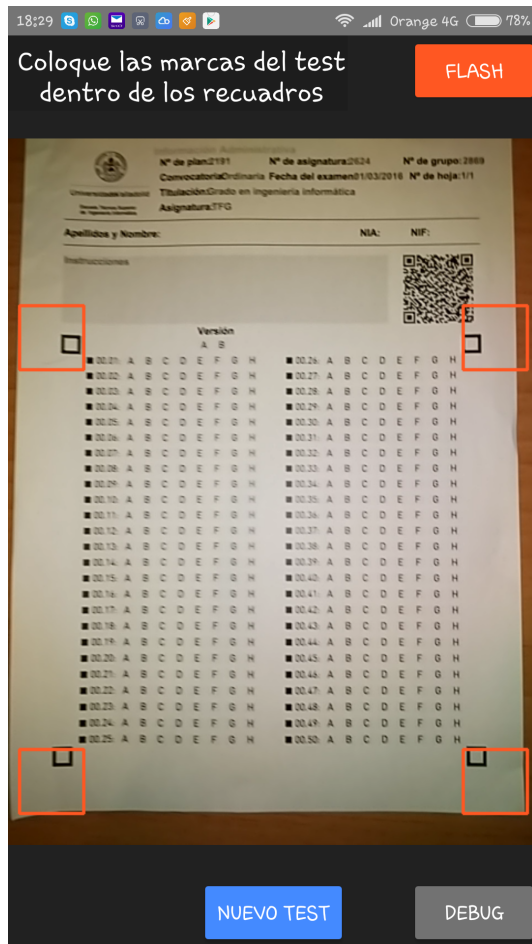 18:29 Orange 4G 78%
Coloque las marcas del test
dentro de los recuadros
FLASH
Información Administrativa
Nº de plan:2191 Nº de asignatura:2624 Nº de grupo:2869
ConvocatoriaOrdinaria Fecha del examen01/03/2016 Nº de hoja:1/1
Titulación:Grado en ingeniería informática
Asignatura:TFG
Apellidos y Nombre: NIA: NIF:
Instrucciones
Versión
A B
00.01: A B C D E F G H 00.26: A B C D E F G H
00.02: A B C D E F G H 00.27: A B C D E F G H
00.03: A B C D E F G H 00.28: A B C D E F G H
00.04: A B C D E F G H 00.29: A B C D E F G H
00.05: A B C D E F G H 00.30: A B C D E F G H
00.06: A B C D E F G H 00.31: A B C D E F G H
00.07: A B C D E F G H 00.32: A B C D E F G H
00.08: A B C D E F G H 00.33: A B C D E F G H
00.09: A B C D E F G H 00.34: A B C D E F G H
00.10: A B C D E F G H 00.35: A B C D E F G H
00.11: A B C D E F G H 00.36: A B C D E F G H
00.12: A B C D E F G H 00.37: A B C D E F G H
00.13: A B C D E F G H 00.38: A B C D E F G H
00.14: A B C D E F G H 00.39: A B C D E F G H
00.15: A B C D E F G H 00.40: A B C D E F G H
00.16: A B C D E F G H 00.41: A B C D E F G H
00.17: A B C D E F G H 00.42: A B C D E F G H
00.18: A B C D E F G H 00.43: A B C D E F G H
00.19: A B C D E F G H 00.44: A B C D E F G H
00.20: A B C D E F G H 00.45: A B C D E F G H
00.21: A B C D E F G H 00.46: A B C D E F G H
00.22: A B C D E F G H 00.47: A B C D E F G H
00.23: A B C D E F G H 00.48: A B C D E F G H
00.24: A B C D E F G H 00.49: A B C D E F G H
00.25: A B C D E F G H 00.50: A B C D E F G H
NUEVO TEST
DEBUG